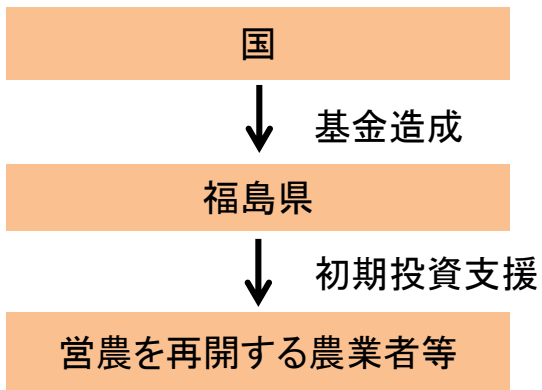 国
基金造成
福島県
初期投資支援
営農を再開する農業者等